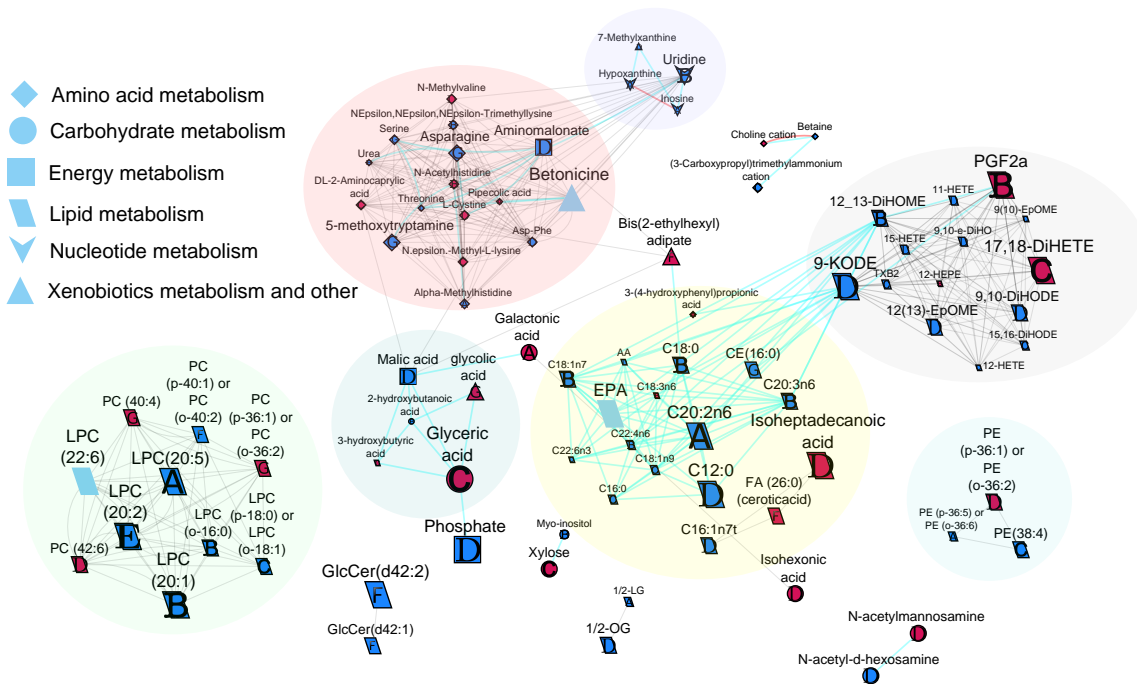 Amino acid metabolism
Carbohydrate metabolism
Energy metabolism
Lipid metabolism
Nucleotide metabolism
Xenobiotics metabolism and other
7-Methylxanthine
Uridine
B
Hypoxanthine
Inosine
N-Methylvaline
NEpsilon,NEpsilon,NEpsilon-Trimethyllysine
Serine
Aminomalonate
D
Asparagine
G
Urea
N-Acetylhistidine
Betonicine
DL-2-Aminocaprylic
acid
Threonine
Pipecolic acid
L-Cystine
5-methoxytryptamine
G
Asp-Phe
N.epsilon.-Methyl-L-lysine
Alpha-Methylhistidine
Betaine
Choline cation
(3-Carboxypropyl)trimethylammonium
cation
Bis(2-ethylhexyl)
adipate
F
3-(4-hydroxyphenyl)propionic
acid
PGF2a
B
11-HETE
12_13-DiHOME
B
9(10)-EpOME
15-HETE
9,10-e-DiHO
17,18-DiHETE
C
9-KODE
D
TXB2
12-HEPE
12(13)-EpOME
D
9,10-DiHODE
D
15,16-DiHODE
12-HETE
Galactonic
acid
A
Malic acid
D
glycolic
acid
G
2-hydroxybutanoic
acid
3-hydroxybutyric
acid
Glyceric
acid
C
Phosphate
D
C18:1n7
B
AA
C18:0
B
CE(16:0)
G
EPA
C18:3n6
C20:3n6
B
C20:2n6
A
Isoheptadecanoic
acid
D
C22:6n3
C22:4n6
C18:1n9
C16:0
C12:0
D
FA (26:0)
(ceroticacid)
F
C16:1n7t
D
Myo-inositol
Xylose
C
Isohexonic
acid
D
PC
(p-40:1) or
PC
(o-40:2)
F
PC (40:4)
G
PC
(p-36:1) or
PC
(o-36:2)
G
LPC
(22:6)
LPC(20:5)
A
LPC
(20:2)
E
LPC
(o-16:0)
B
LPC
(p-18:0) or
LPC
(o-18:1)
C
PC (42:6)
D
LPC
(20:1)
B
GlcCer(d42:2)
F
GlcCer(d42:1)
F
1/2-LG
1/2-OG
D
PE
(p-36:1) or
PE
(o-36:2)
D
PE (p-36:5) or
PE (o-36:6)
PE(38:4)
C
N-acetylmannosamine
D
N-acetyl-d-hexosamine
D